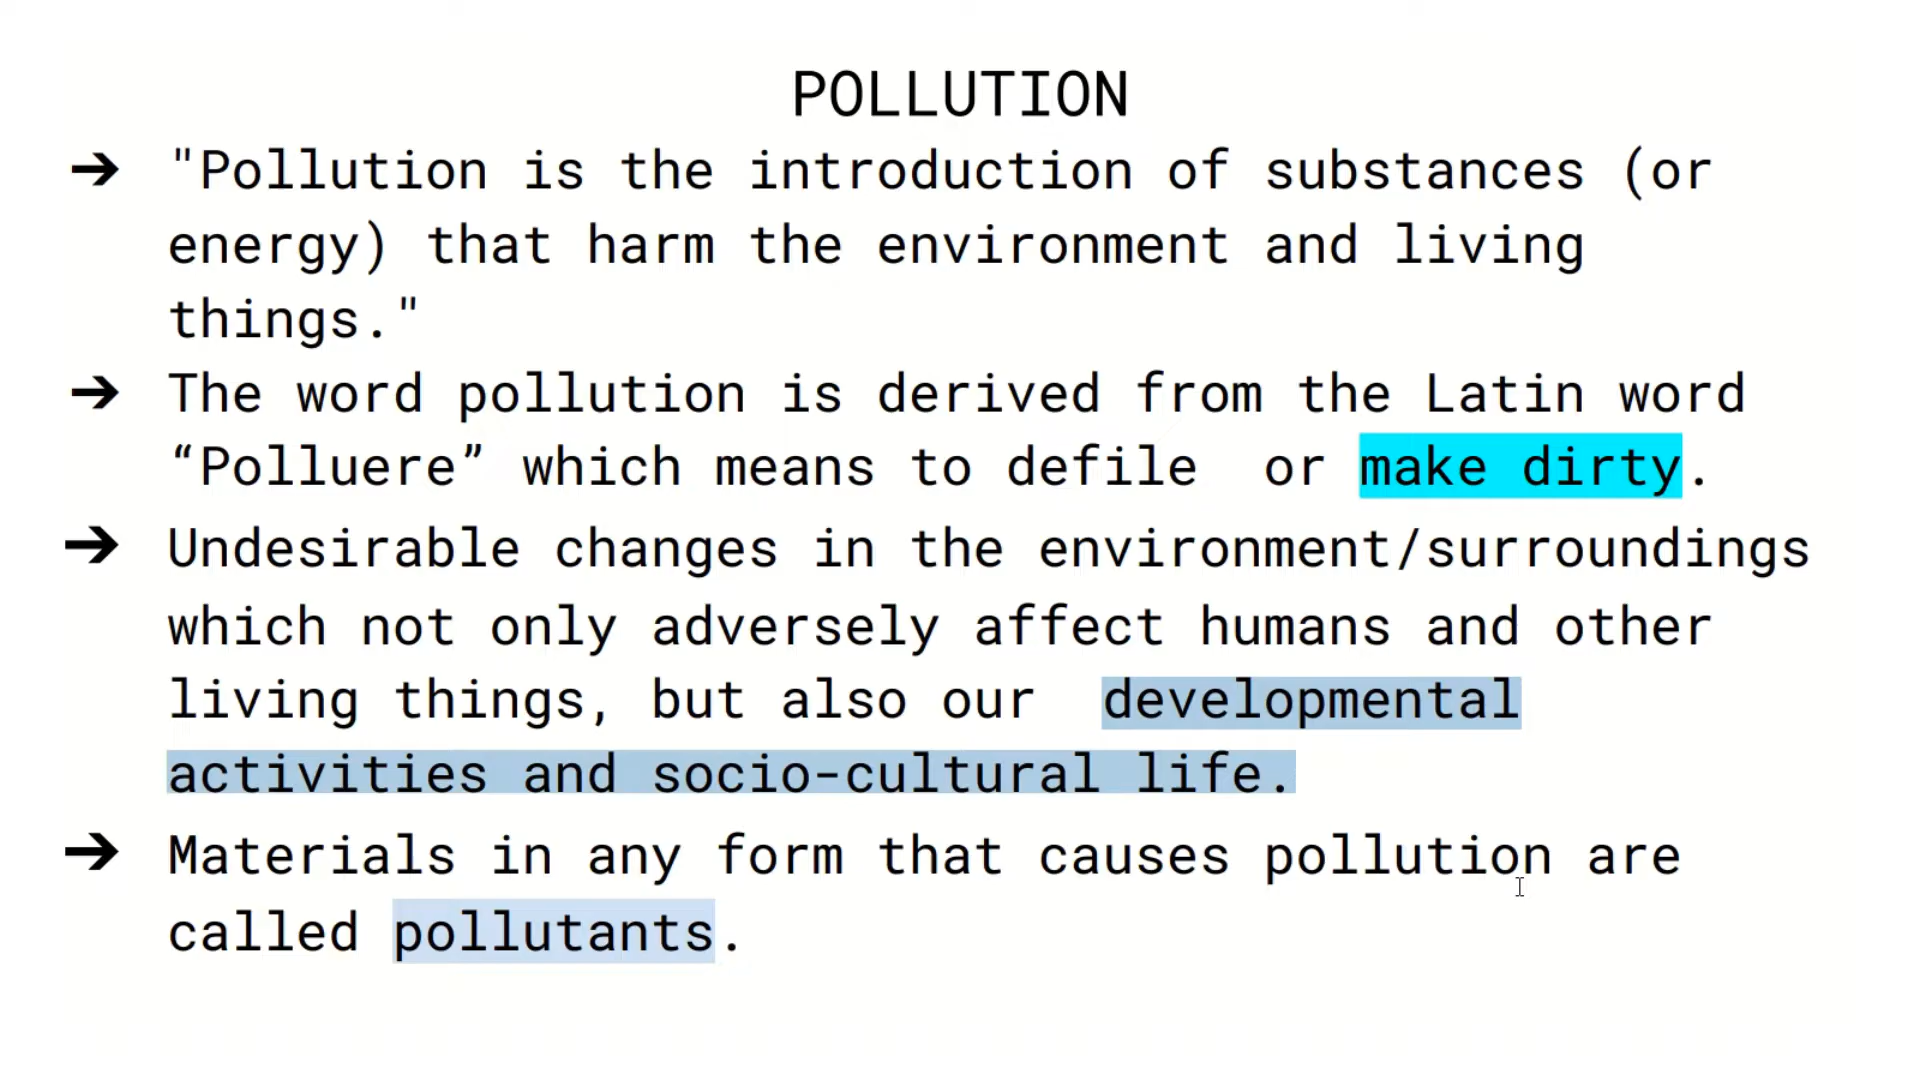 POLLUTION
➔ "Pollution is the introduction of substances (or
energy) that harm the environment and living
things."
➔ The word pollution is derived from the Latin word
“Polluere” which means to defile  or make dirty.
➔ Undesirable changes in the environment/surroundings
which not only adversely affect humans and other
living things, but also our  developmental
activities and socio-cultural life.
➔ Materials in any form that causes pollution are
called pollutants.